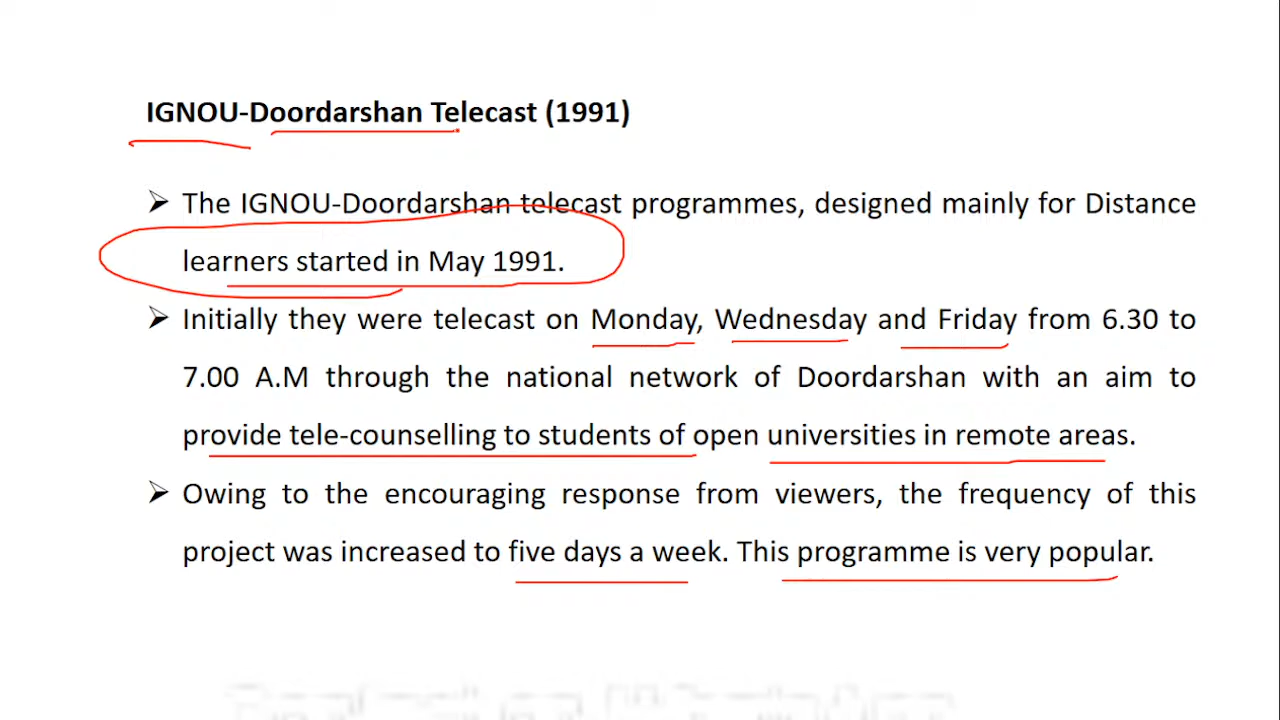 IGNOU-Doordarshan Telecast (1991)
➢ The IGNOU-Doordarshan telecast programmes, designed mainly for Distance
learners started in May 1991.
➢ Initially they were telecast on Monday, Wednesday and Friday from 6.30 to
7.00 A.M through the national network of Doordarshan with an aim to
provide tele-counselling to students of open universities in remote areas.
➢ Owing to the encouraging response from viewers, the frequency of this
project was increased to five days a week. This programme is very popular.